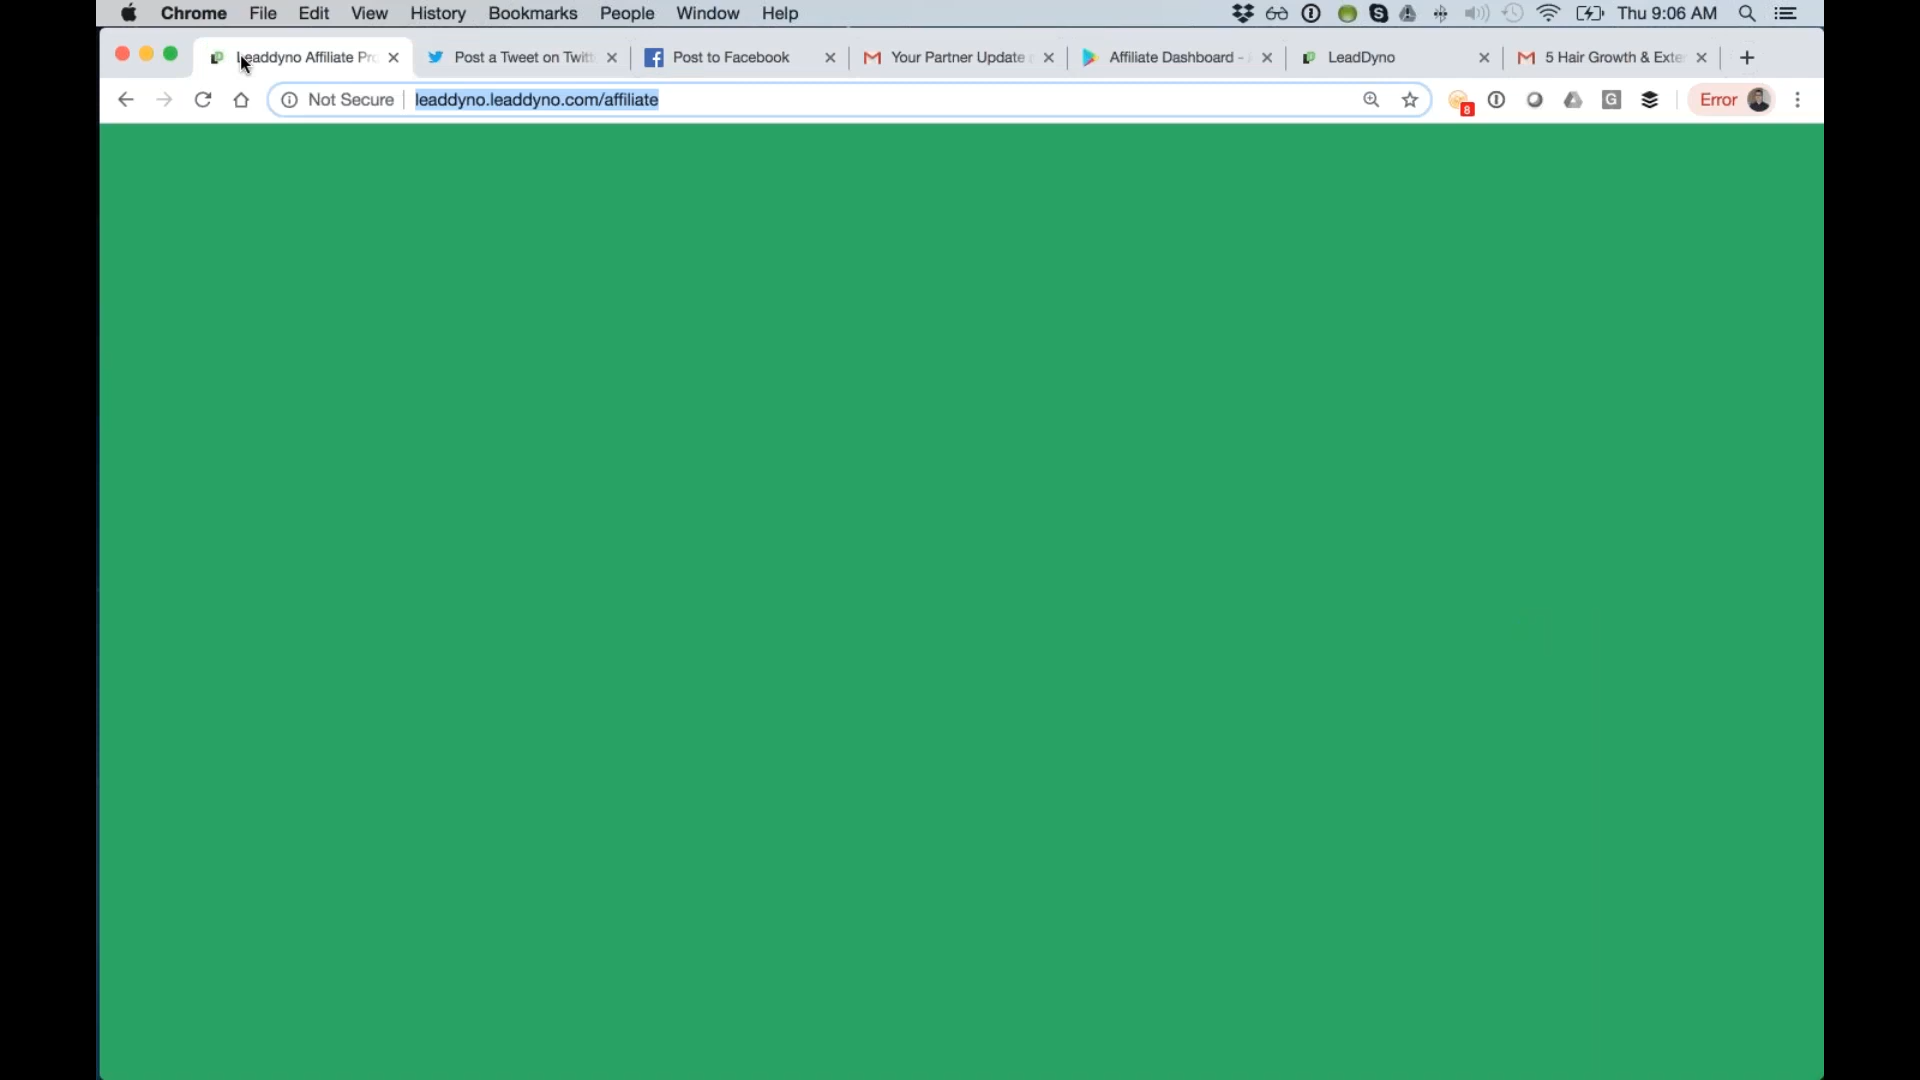 Chrome File Edit View History Bookmarks People Window Help Thu 9:06 AM
Leaddyno Affiliate Pro Post a Tweet on Twitt Post to Facebook Your Partner Update Affiliate Dashboard - LeadDyno 5 Hair Growth & Exte
Not Secure leaddyno.leaddyno.com/affiliate 8 G Error